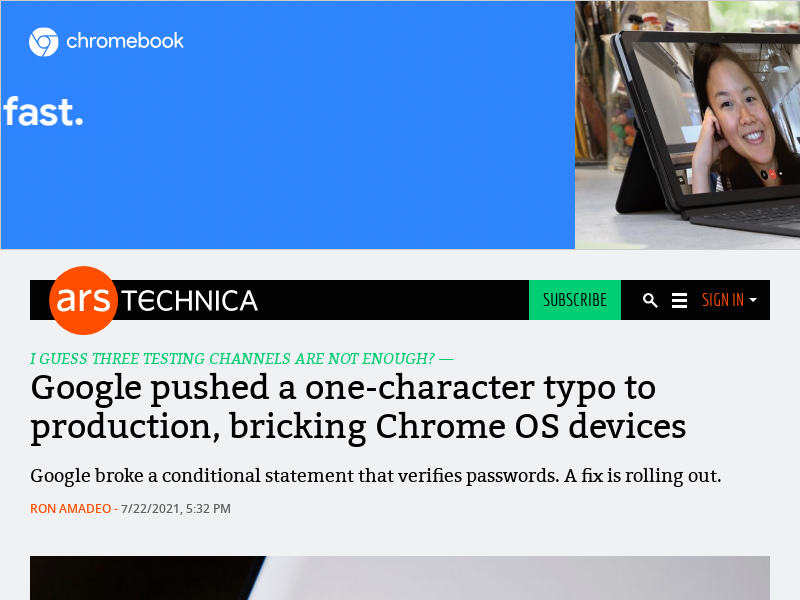 chromebook
fast.
ars TECHNICA
SUBSCRIBE
SIGN IN
I GUESS THREE TESTING CHANNELS ARE NOT ENOUGH? —
Google pushed a one-character typo to
production, bricking Chrome OS devices
Google broke a conditional statement that verifies passwords. A fix is rolling out.
RON AMADEO - 7/22/2021, 5:32 PM